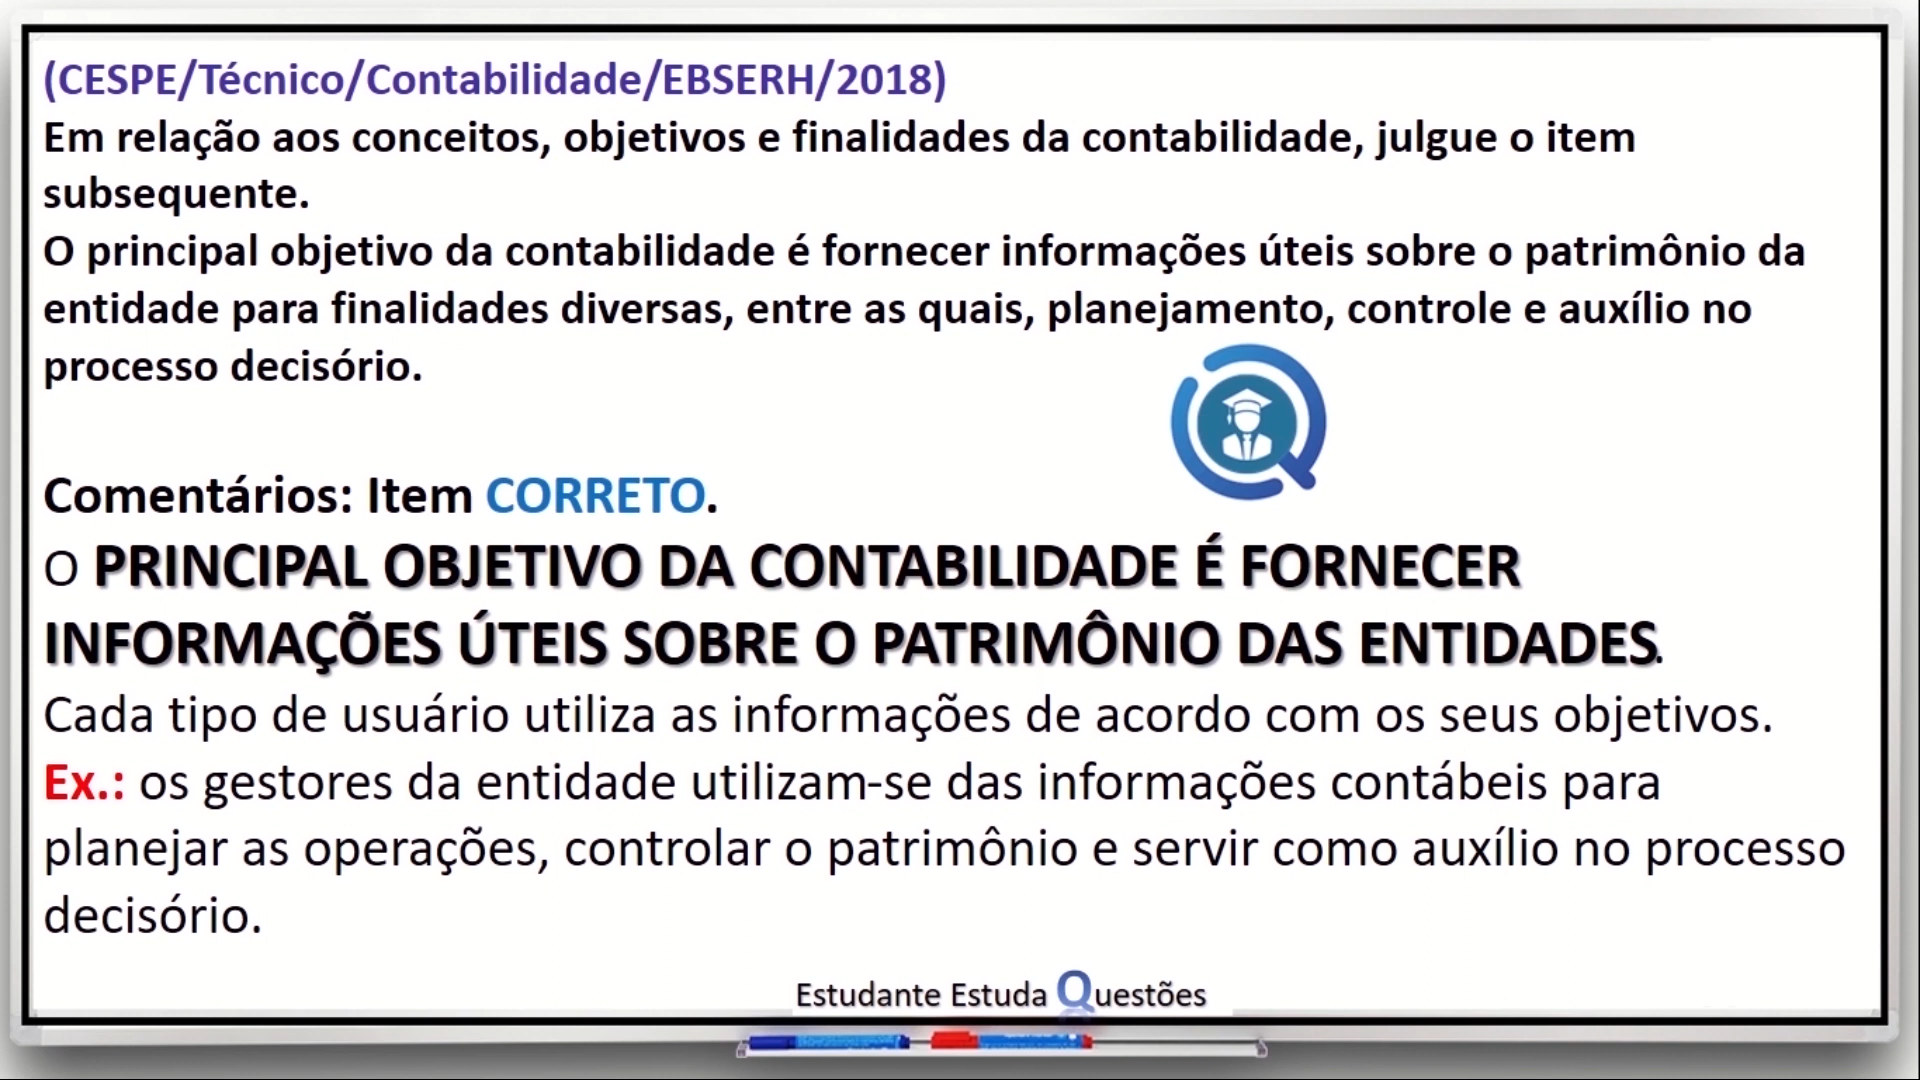 (CESPE/Técnico/Contabilidade/EBSERH/2018)
Em relação aos conceitos, objetivos e finalidades da contabilidade, julgue o item
subsequente.
O principal objetivo da contabilidade é fornecer informações úteis sobre o patrimônio da
entidade para finalidades diversas, entre as quais, planejamento, controle e auxílio no
processo decisório.
Comentários: Item CORRETO.
O PRINCIPAL OBJETIVO DA CONTABILIDADE É FORNECER
INFORMAÇÕES ÚTEIS SOBRE O PATRIMÔNIO DAS ENTIDADES.
Cada tipo de usuário utiliza as informações de acordo com os seus objetivos.
Ex.: os gestores da entidade utilizam-se das informações contábeis para
planejar as operações, controlar o patrimônio e servir como auxílio no processo
decisório.
Estudante Estuda Questões